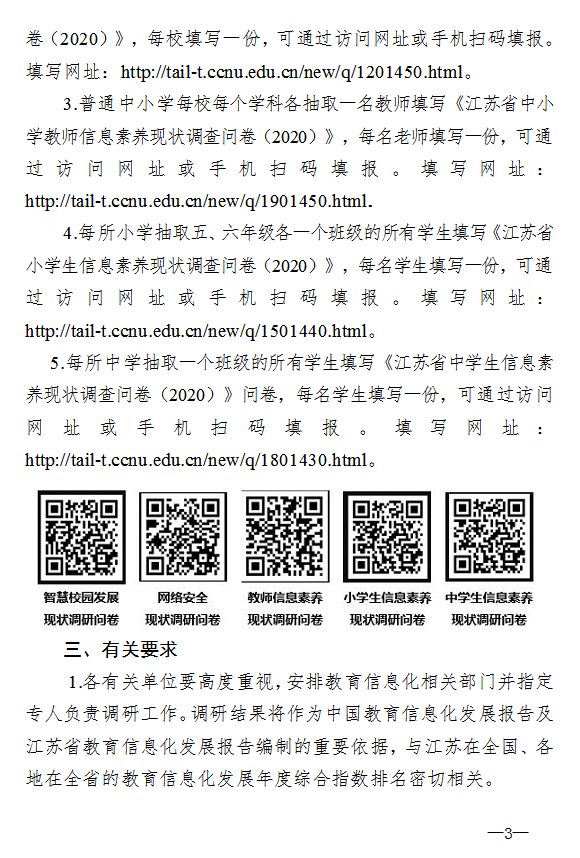 卷（2020）》，每校填写一份，可通过访问网址或手机扫码填报。
填写网址：http://tail-t.ccnu.edu.cn/new/q/1201450.html。
3.普通中小学每校每个学科各抽取一名教师填写《江苏省中小
学教师信息素养现状调查问卷（2020）》，每名老师填写一份，可通
过访问网址或手机扫码填报。填写网址：
http://tail-t.ccnu.edu.cn/new/q/1901450.html.
4.每所小学抽取五、六年级各一个班级的所有学生填写《江苏省
小学生信息素养现状调查问卷（2020）》，每名学生填写一份，可通
过访问网址或手机扫码填报。填写网址：
http://tail-t.ccnu.edu.cn/new/q/1501440.html。
5.每所中学抽取一个班级的所有学生填写《江苏省中学生信息素
养现状调查问卷（2020）》问卷，每名学生填写一份，可通过访问
网址或手机扫码填报。填写网址：
http://tail-t.ccnu.edu.cn/new/q/1801430.html。
智慧校园发展 网络安全 教师信息素养 小学生信息素养 中学生信息素养
现状调研问卷 现状调研问卷 现状调研问卷 现状调研问卷 现状调研问卷
三、有关要求
1.各有关单位要高度重视，安排教育信息化相关部门并指定
专人负责调研工作。调研结果将作为中国教育信息化发展报告及
江苏省教育信息化发展报告编制的重要依据，与江苏在全国、各
地在全省的教育信息化发展年度综合指数排名密切相关。
—3—